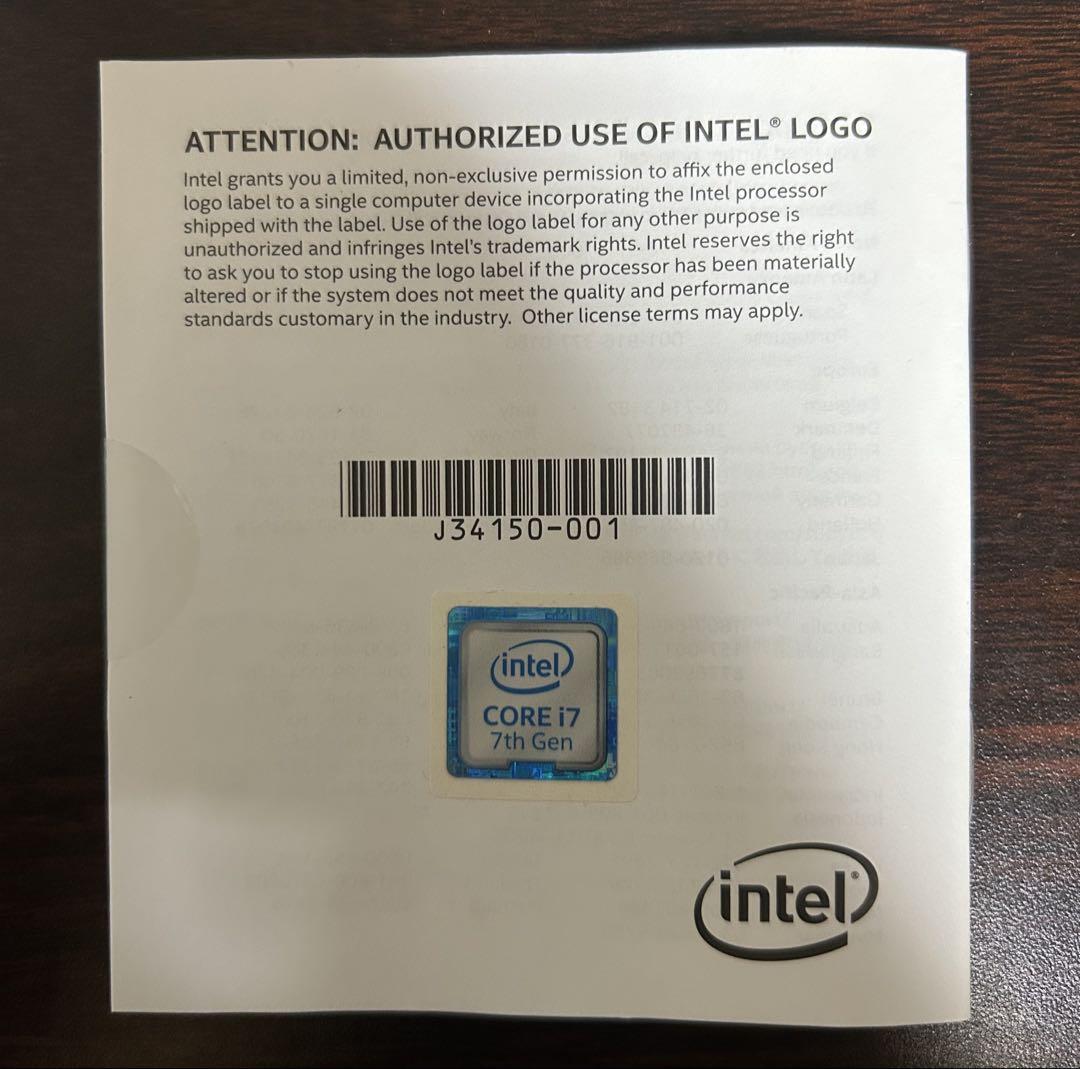 ATTENTION: AUTHORIZED USE OF INTEL® LOGO
Intel grants you a limited, non-exclusive permission to affix the enclosed
logo label to a single computer device incorporating the Intel processor
shipped with the label. Use of the logo label for any other purpose is
unauthorized and infringes Intel's trademark rights. Intel reserves the right
to ask you to stop using the logo label if the processor has been materially
altered or if the system does not meet the quality and performance
standards customary in the industry. Other license terms may apply.
J34150-001
intel
CORE i7
7th Gen
intel®